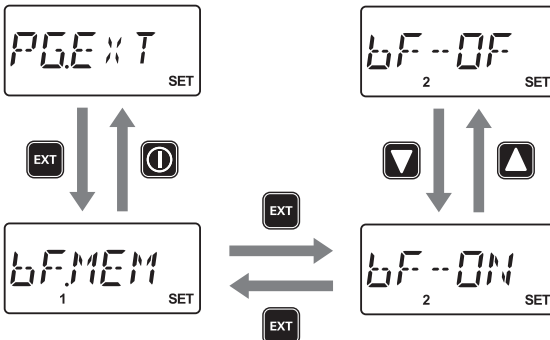 PG.EXT
SET
bF--OF
2
SET
EXT
bF.MEM
1
SET
EXT
EXT
bF--ON
2
SET